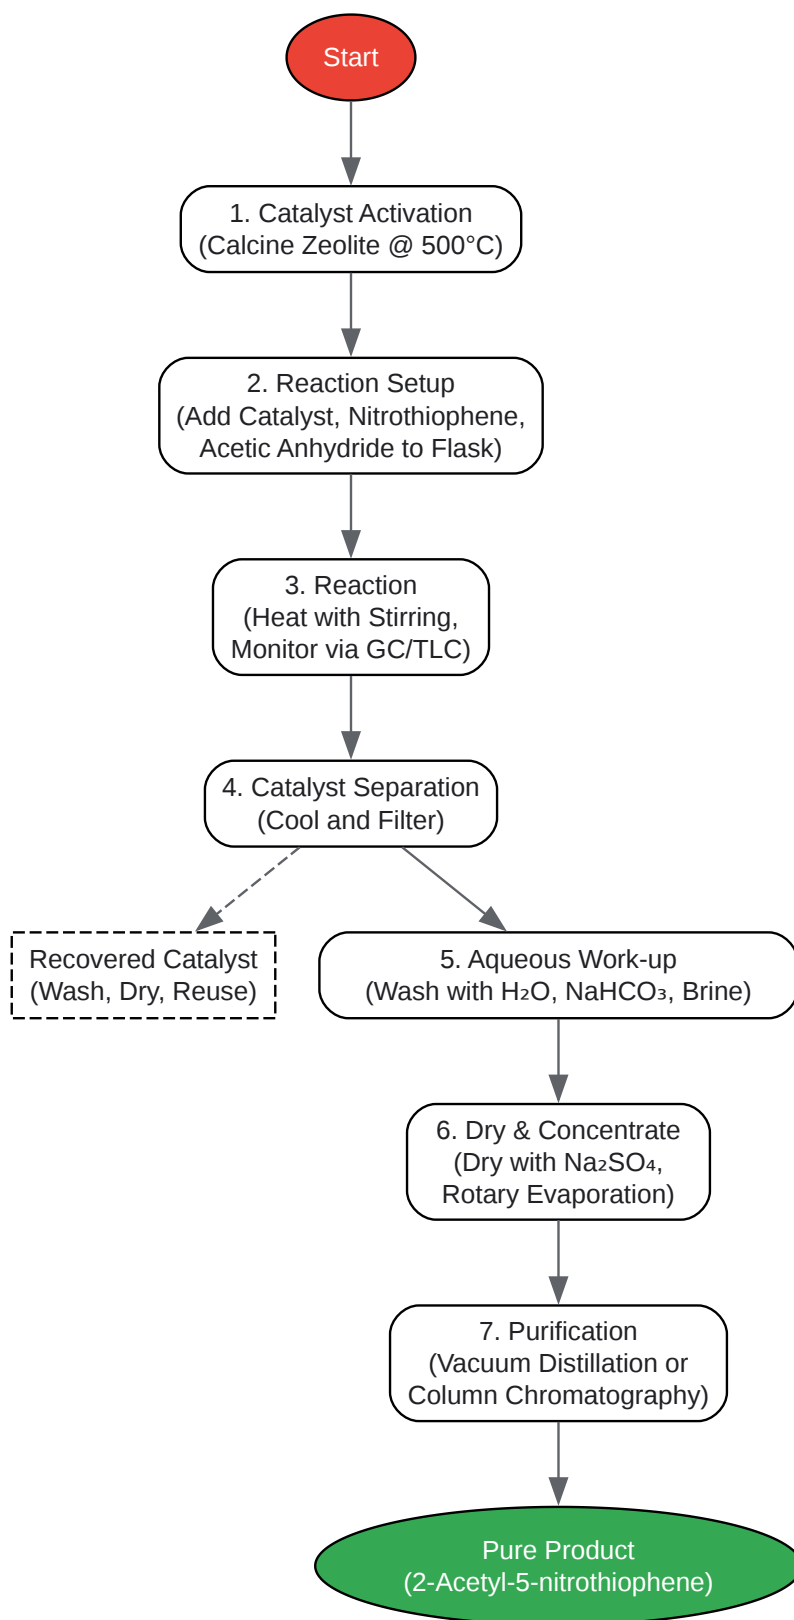 Start
1. Catalyst Activation
(Calcine Zeolite @ 500°C)
2. Reaction Setup
(Add Catalyst, Nitrothiophene,
Acetic Anhydride to Flask)
3. Reaction
(Heat with Stirring,
Monitor via GC/TLC)
4. Catalyst Separation
(Cool and Filter)
Recovered Catalyst
(Wash, Dry, Reuse)
5. Aqueous Work-up
(Wash with H₂O, NaHCO₃, Brine)
6. Dry & Concentrate
(Dry with Na₂SO₄,
Rotary Evaporation)
7. Purification
(Vacuum Distillation or
Column Chromatography)
Pure Product
(2-Acetyl-5-nitrothiophene)